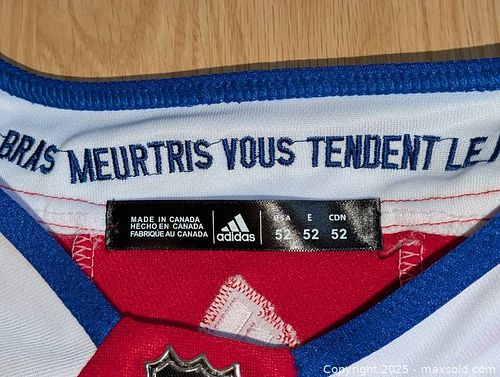 BRAS MEURTRIS VOUS TENDENT LE
MADE IN CANADA
HECHO EN CANADA
FABRIQUÉ AU CANADA
adidas
USA E CDN
52 52 52
Copyright 2025 - maxsold.com